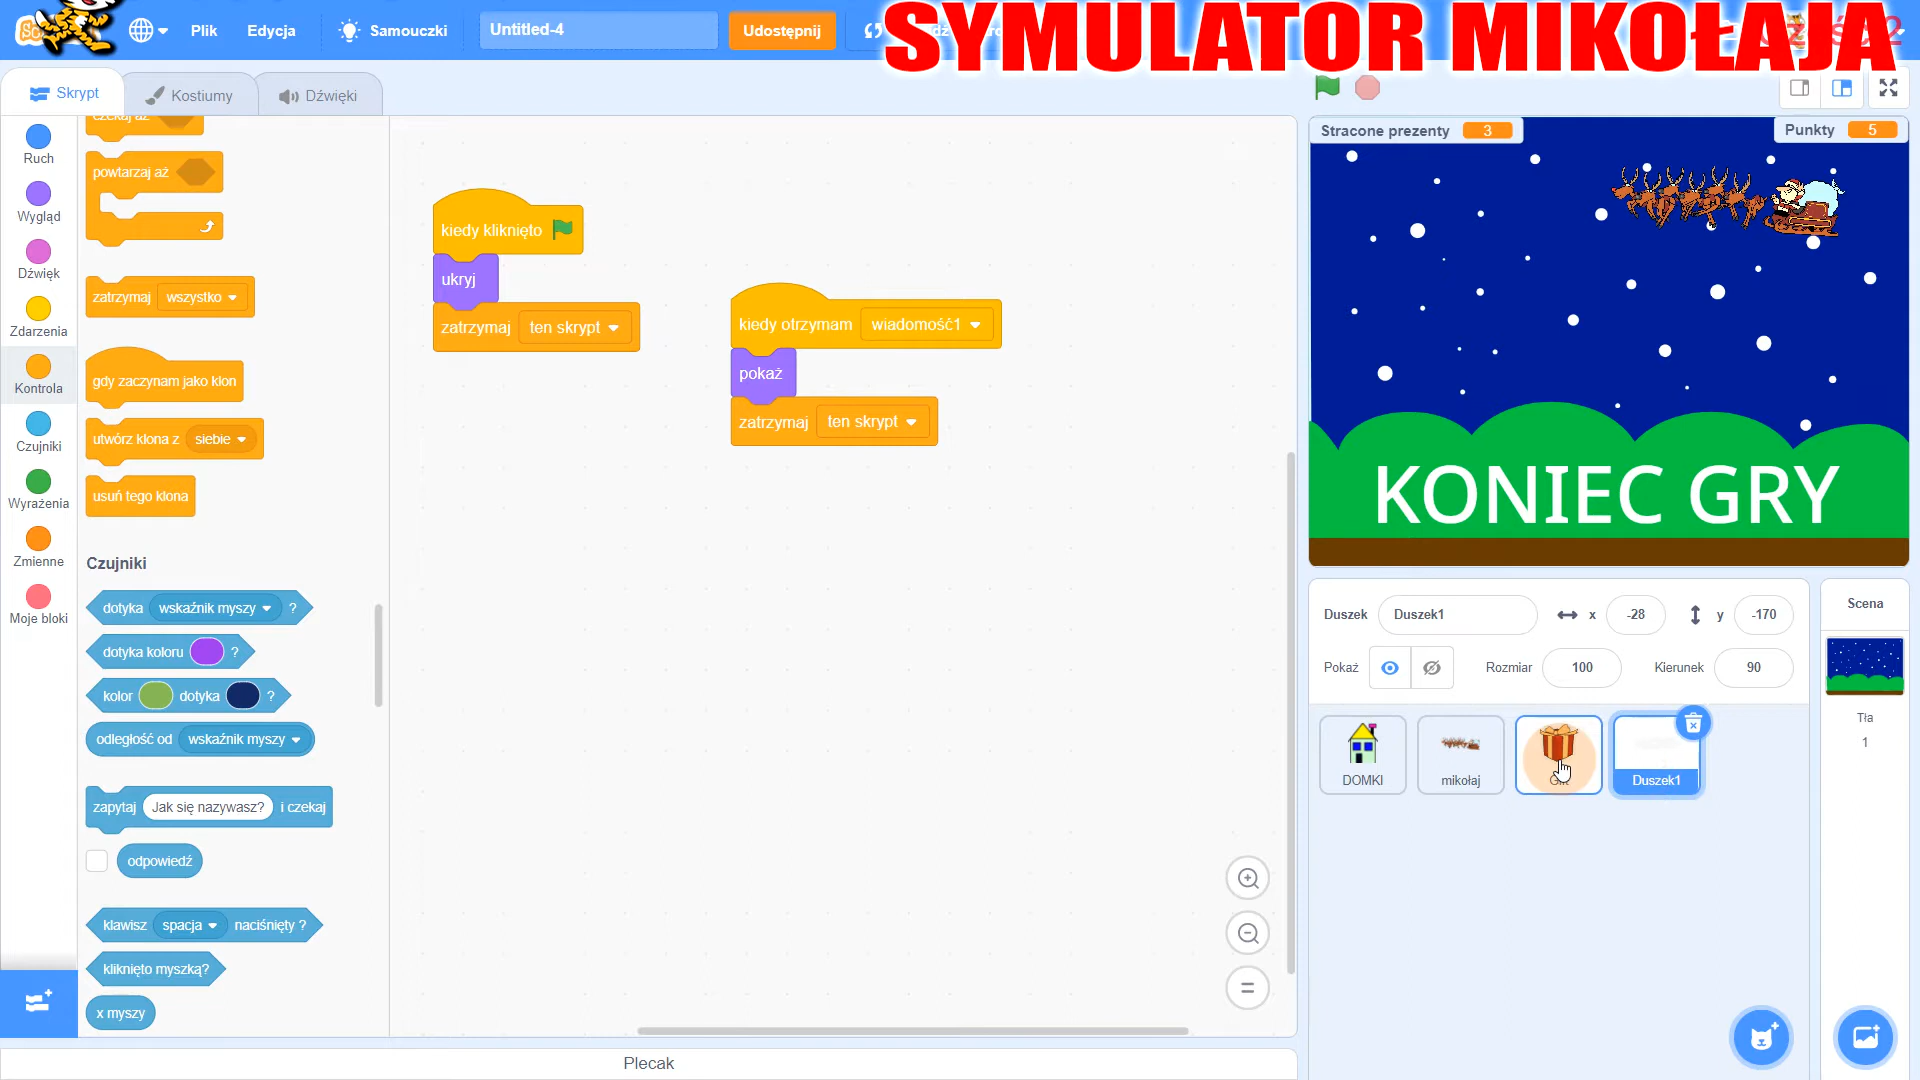 SYMULATOR MIKOŁAJA
Plik
Edycja
Samouczki
Untitled-4
Udostępnij
Skrypt
Kostiumy
Dźwięki
Ruch
Wygląd
Dźwięk
Zdarzenia
Kontrola
Czujniki
Wyrażenia
Zmienne
Moje bloki
czekaj aż
powtarzaj aż
zatrzymaj wszystko
gdy zaczynam jako klon
utwórz klona z siebie
usuń tego klona
Czujniki
dotyka wskaźnik myszy ?
dotyka koloru ?
kolor dotyka ?
odległość od wskaźnik myszy
zapytaj Jak się nazywasz? i czekaj
odpowiedź
klawisz spacja naciśnięty ?
kliknięto myszką?
x myszy
kiedy kliknięto
ukryj
zatrzymaj ten skrypt
kiedy otrzymam wiadomość1
pokaż
zatrzymaj ten skrypt
Plecak
Stracone prezenty 3
Punkty 5
KONIEC GRY
Duszek Duszek1 x -28 y -170
Pokaż Rozmiar 100 Kierunek 90
DOMKI
mikołaj
Duszek1
Scena
Tła
1